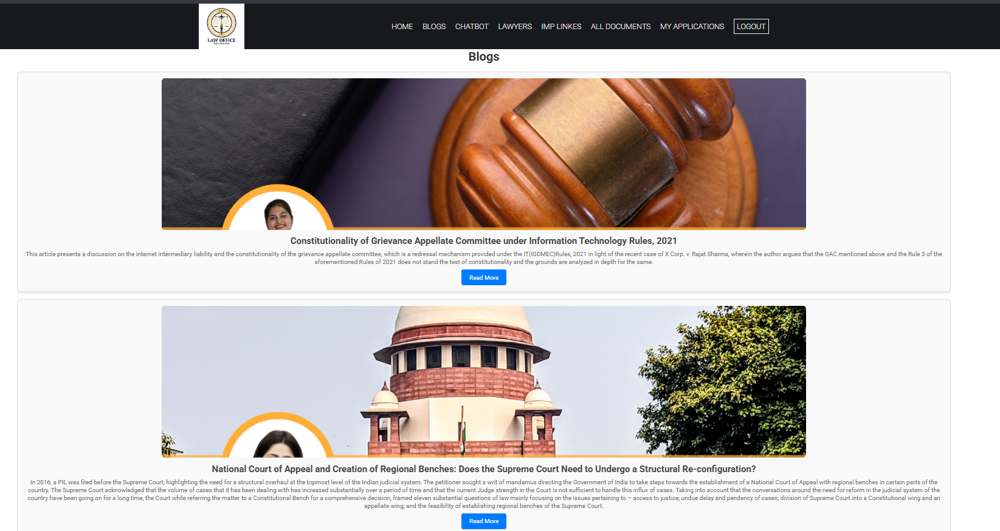 LAW OFFICE
HOME BLOGS CHATBOT LAWYERS IMP LINKES ALL DOCUMENTS MY APPLICATIONS LOGOUT
Blogs
Constitutionality of Grievance Appellate Committee under Information Technology Rules, 2021
This article presents a discussion on the internet intermediary liability and the constitutionality of the grievance appellate committee, which is a redressal mechanism provided under the IT(IGDMEC)Rules, 2021 in light of the recent case of X Corp. v. Rajat Sharma, wherein the author argues that the GAC mentioned above and the Rule 3 of the
aforementioned Rules of 2021 does not stand the test of constitutionality and the grounds are analyzed in depth for the same.
Read More
National Court of Appeal and Creation of Regional Benches: Does the Supreme Court Need to Undergo a Structural Re-configuration?
In 2016, a PIL was filed before the Supreme Court, highlighting the need for a structural overhaul at the topmost level of the Indian judicial system. The petitioner sought a writ of mandamus directing the Government of India to take steps towards the establishment of a National Court of Appeal with regional benches in certain parts of the
country. The Supreme Court acknowledged that the volume of cases that it has been dealing with has increased substantially over a period of time and that the current Judge strength in the Court is not sufficient to handle this influx of cases. Taking into account that the conversations around the need for reform in the judicial system of the
country have been going on for a long time, the Court while referring the matter to a Constitutional Bench for a comprehensive decision, framed eleven substantial questions of law mainly focusing on the issues pertaining to – access to justice; undue delay and pendency of cases; division of Supreme Court into a Constitutional wing and an
appellate wing; and the feasibility of establishing regional benches of the Supreme Court.
Read More